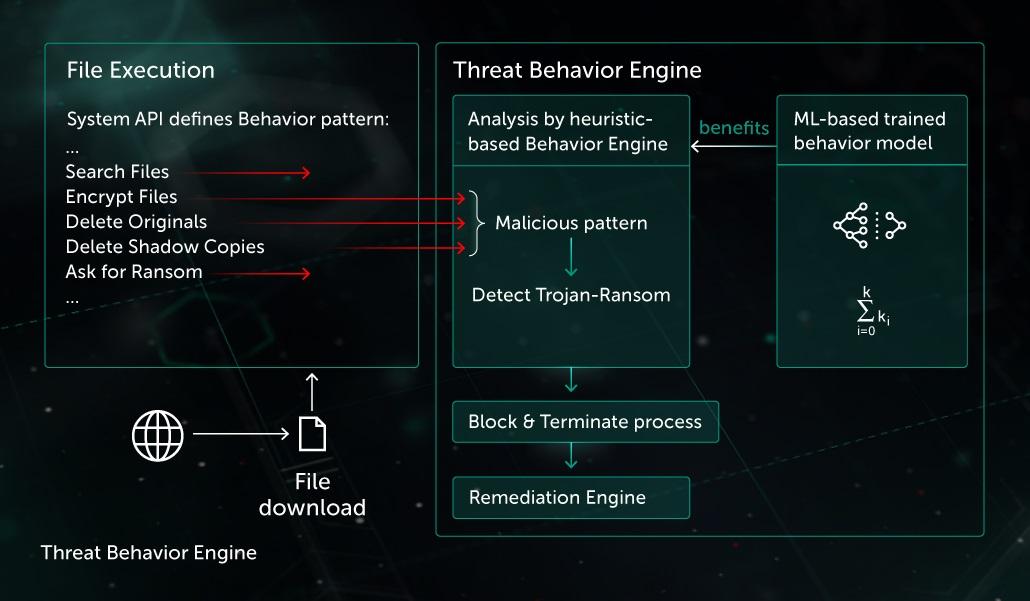 File Execution
System API defines Behavior pattern:
...
Search Files
Encrypt Files
Delete Originals
Delete Shadow Copies
Ask for Ransom
...
File
download
Threat Behavior Engine
Threat Behavior Engine
Analysis by heuristic-
based Behavior Engine
Malicious pattern
Detect Trojan-Ransom
benefits
ML-based trained
behavior model
k
∑ kᵢ
i=0
Block & Terminate process
Remediation Engine